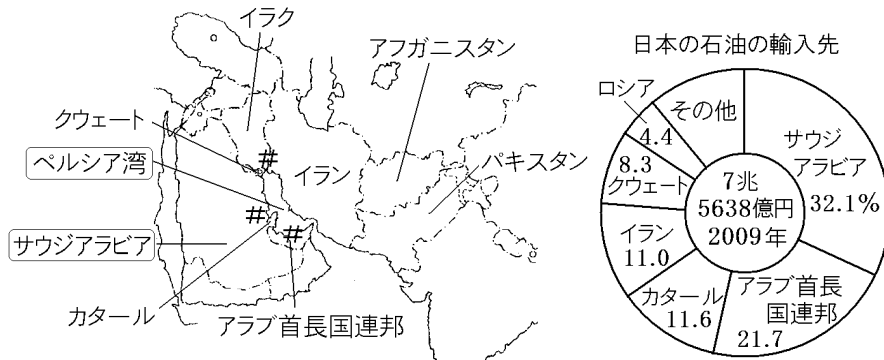 イラク
アフガニスタン
クウェート
ペルシア湾
イラン
パキスタン
サウジアラビア
カタール
アラブ首長国連邦
#
#
#
日本の石油の輸入先
ロシア
4.4
その他
サウジ
アラビア
32.1%
8.3
クウェート
7兆
5638億円
2009年
イラン
11.0
カタール
11.6
アラブ首長
国連邦
21.7